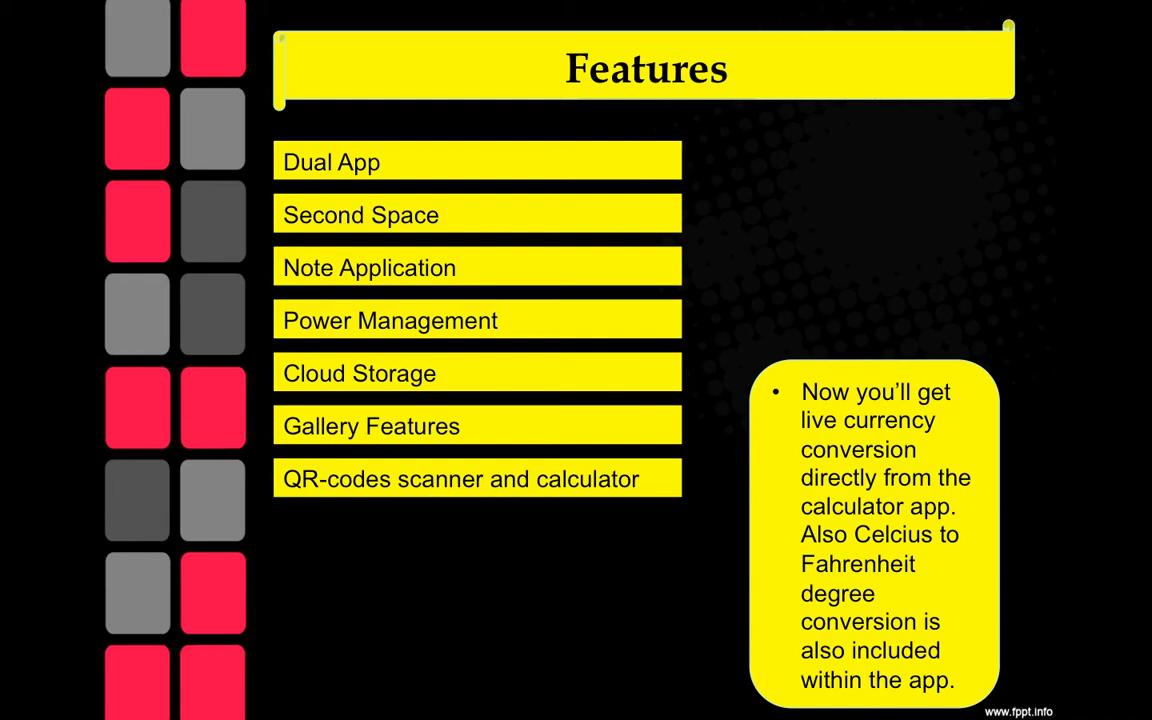 Features
Dual App
Second Space
Note Application
Power Management
Cloud Storage
Gallery Features
QR-codes scanner and calculator
• Now you’ll get
live currency
conversion
directly from the
calculator app.
Also Celcius to
Fahrenheit
degree
conversion is
also included
within the app.
www.fppt.info